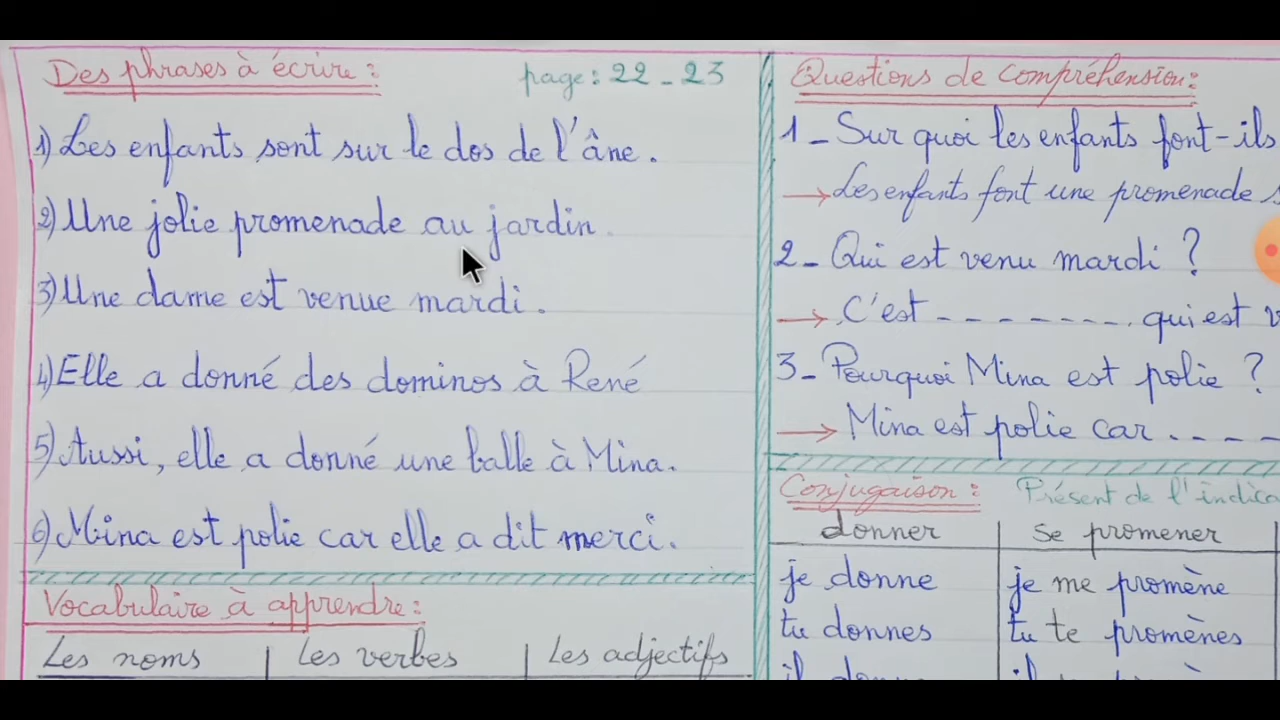 Des phrases à écrire :
page : 22 - 23
1) Les enfants sont sur le dos de l'âne.
2) Une jolie promenade au jardin.
3) Une dame est venue mardi.
4) Elle a donné des dominos à René
5) Aussi, elle a donné une balle à Mina.
6) Mina est polie car elle a dit merci.
Vocabulaire à apprendre :
Les noms | Les verbes | Les adjectifs
Questions de compréhension :
1 - Sur quoi les enfants font-ils
→ Les enfants font une promenade
2 - Qui est venu mardi ?
→ C'est - - - - - - - - . qui est
3 - Pourquoi Mina est polie ?
→ Mina est polie car - - - -
Conjugaison : Présent de l'indica
donner | se promener
je donne | je me promène
tu donnes | tu te promènes
il donne